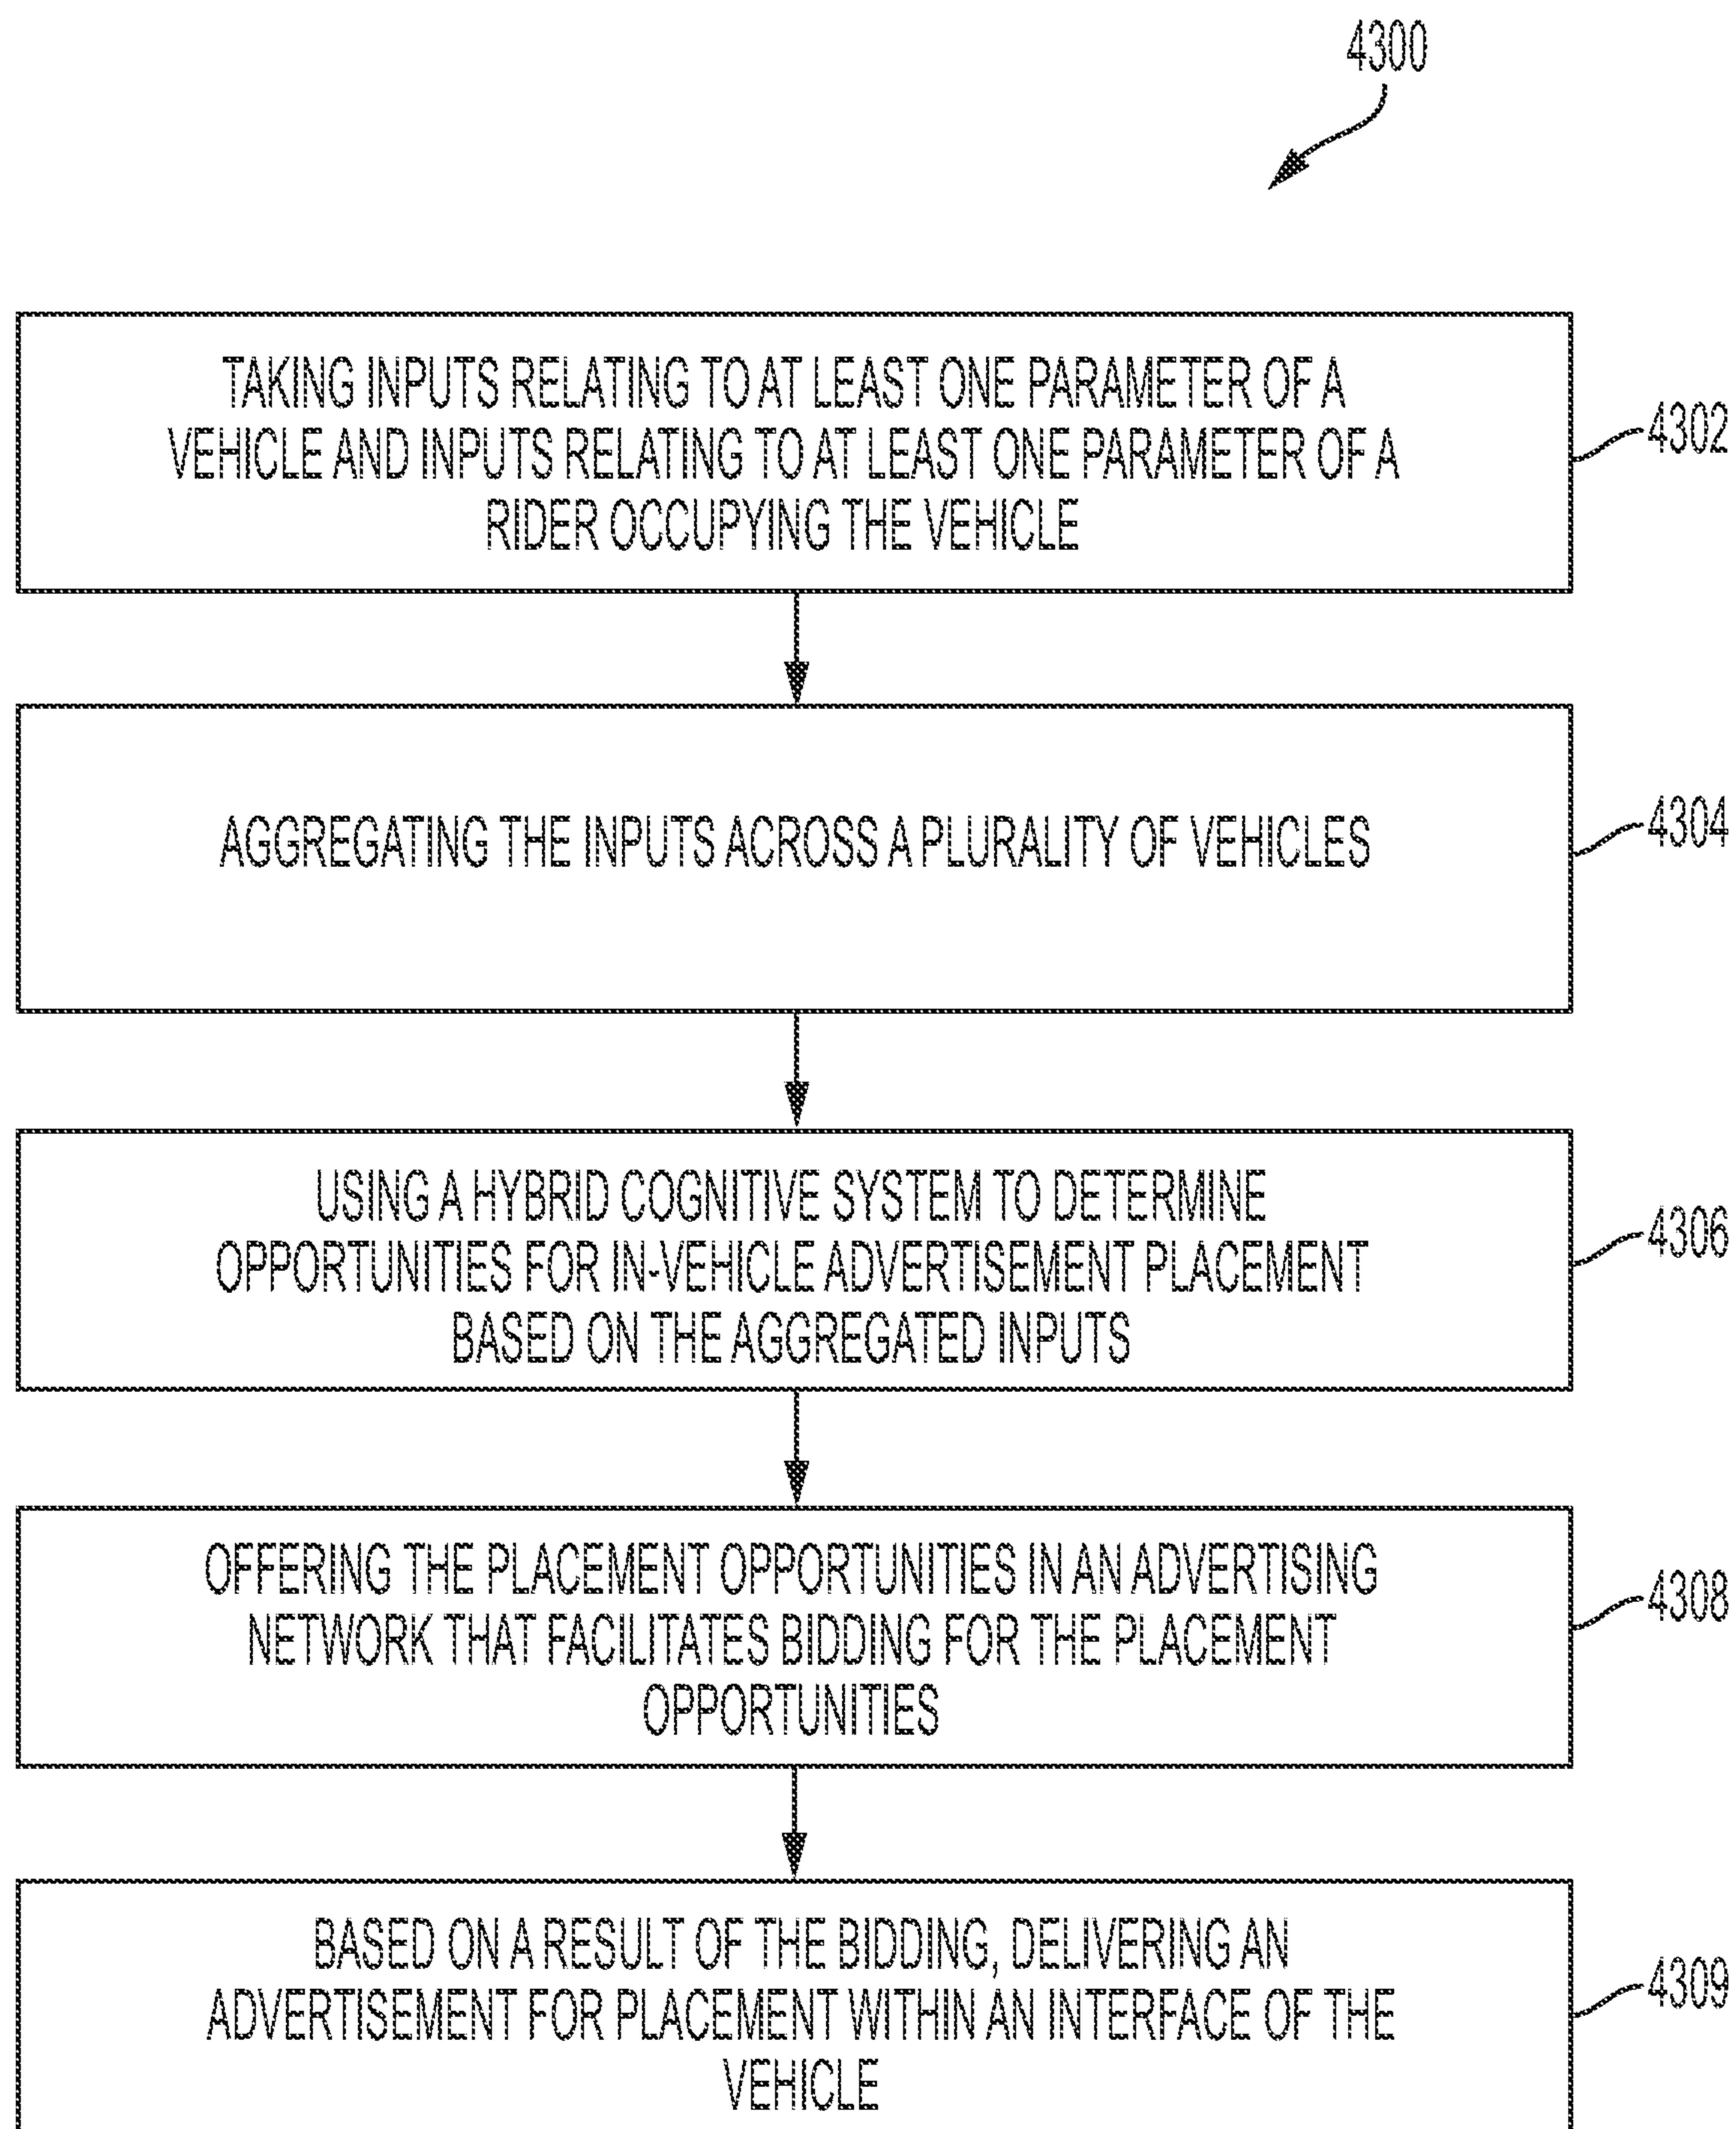 4300
TAKING INPUTS RELATING TO AT LEAST ONE PARAMETER OF A
VEHICLE AND INPUTS RELATING TO AT LEAST ONE PARAMETER OF A
RIDER OCCUPYING THE VEHICLE
4302
AGGREGATING THE INPUTS ACROSS A PLURALITY OF VEHICLES
4304
USING A HYBRID COGNITIVE SYSTEM TO DETERMINE
OPPORTUNITIES FOR IN-VEHICLE ADVERTISEMENT PLACEMENT
BASED ON THE AGGREGATED INPUTS
4306
OFFERING THE PLACEMENT OPPORTUNITIES IN AN ADVERTISING
NETWORK THAT FACILITATES BIDDING FOR THE PLACEMENT
OPPORTUNITIES
4308
BASED ON A RESULT OF THE BIDDING, DELIVERING AN
ADVERTISEMENT FOR PLACEMENT WITHIN AN INTERFACE OF THE
VEHICLE
4309